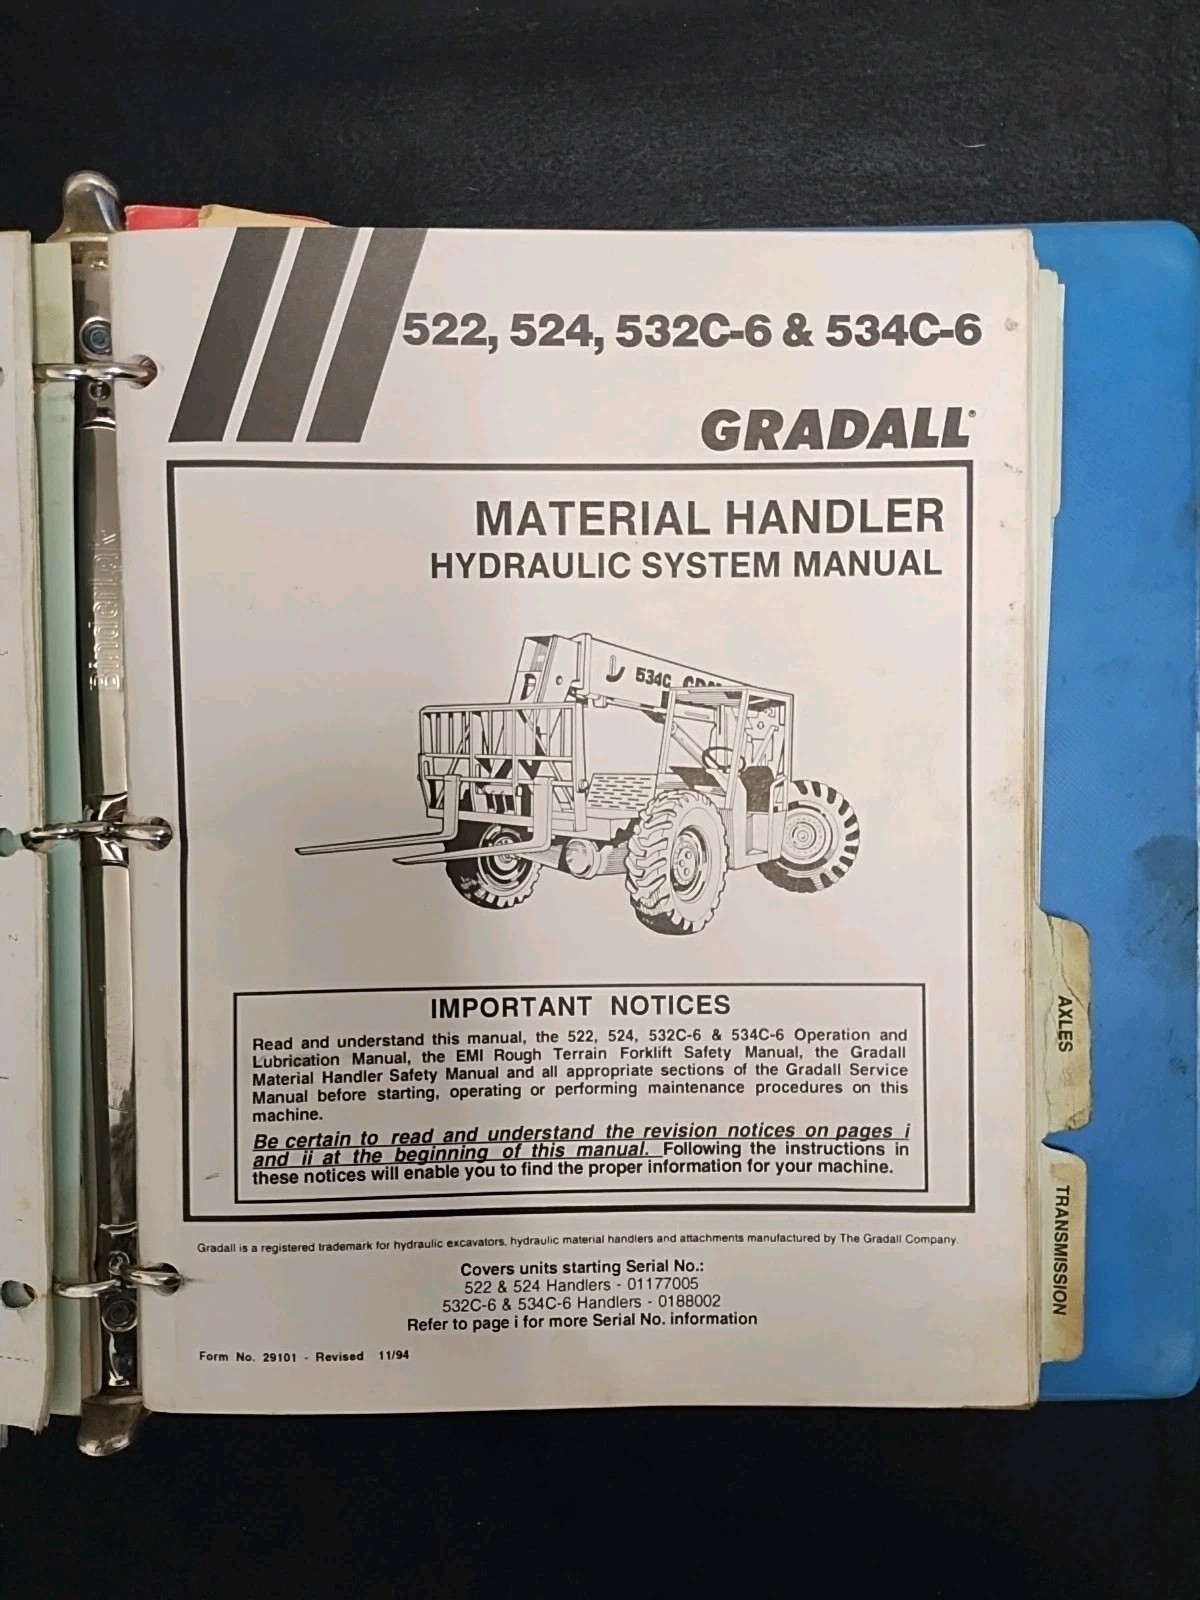 522, 524, 532C-6 & 534C-6
GRADALL®
MATERIAL HANDLER
HYDRAULIC SYSTEM MANUAL
534C
IMPORTANT NOTICES
Read and understand this manual, the 522, 524, 532C-6 & 534C-6 Operation and
Lubrication Manual, the EMI Rough Terrain Forklift Safety Manual, the Gradall
Material Handler Safety Manual and all appropriate sections of the Gradall Service
Manual before starting, operating or performing maintenance procedures on this
machine.
Be certain to read and understand the revision notices on pages i
and ii at the beginning of this manual. Following the instructions in
these notices will enable you to find the proper information for your machine.
Gradall is a registered trademark for hydraulic excavators, hydraulic material handlers and attachments manufactured by The Gradall Company.
Covers units starting Serial No.:
522 & 524 Handlers - 01177005
532C-6 & 534C-6 Handlers - 0188002
Refer to page i for more Serial No. information
Form No. 29101 - Revised 11/94
AXLES
TRANSMISSION
BinderLak
2